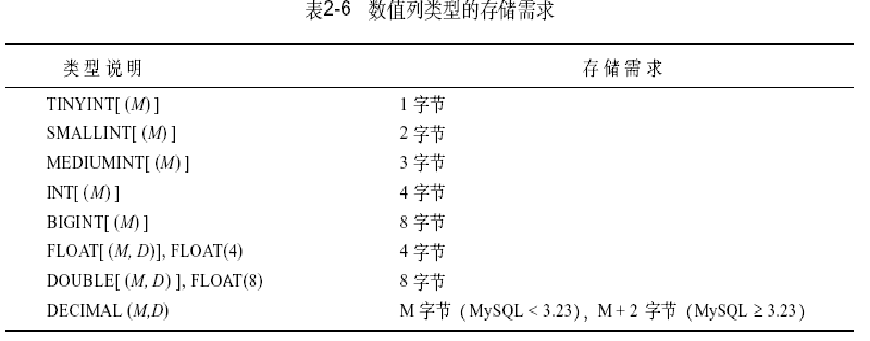 表2-6 数值列类型的存储需求
类型说明 存储需求
TINYINT[(M)] 1字节
SMALLINT[(M)] 2字节
MEDIUMINT[(M)] 3字节
INT[(M)] 4字节
BIGINT[(M)] 8字节
FLOAT[(M, D)], FLOAT(4) 4字节
DOUBLE[(M, D)], FLOAT(8) 8字节
DECIMAL (M,D) M字节（MySQL < 3.23），M + 2字节（MySQL ≥ 3.23）